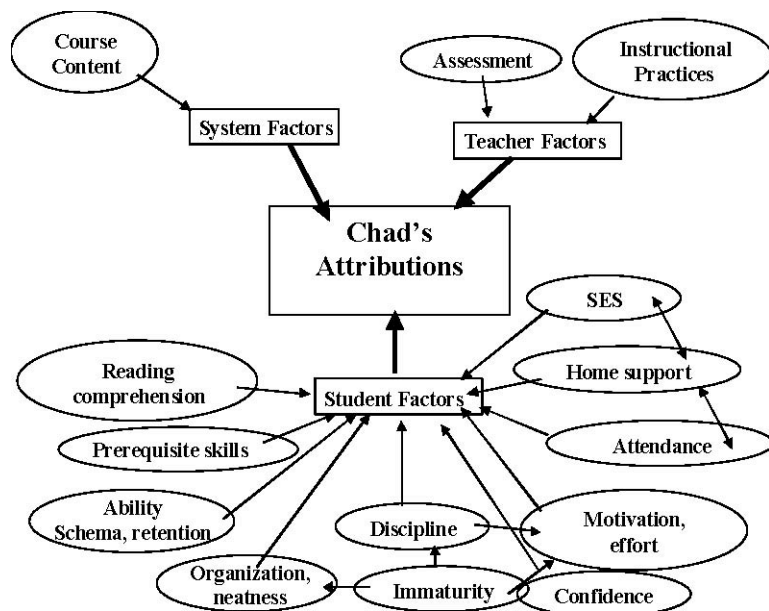 Course
Content
Assessment
Instructional
Practices
System Factors
Teacher Factors
Chad's
Attributions
SES
Reading
comprehension
Home support
Student Factors
Prerequisite skills
Attendance
Ability
Schema, retention
Discipline
Motivation,
effort
Organization,
neatness
Immaturity
Confidence